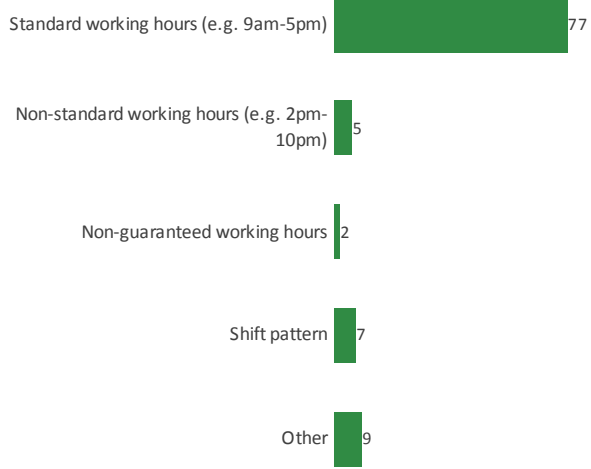 Standard working hours (e.g. 9am-5pm) 77
Non-standard working hours (e.g. 2pm-
10pm) 5
Non-guaranteed working hours 2
Shift pattern 7
Other 9